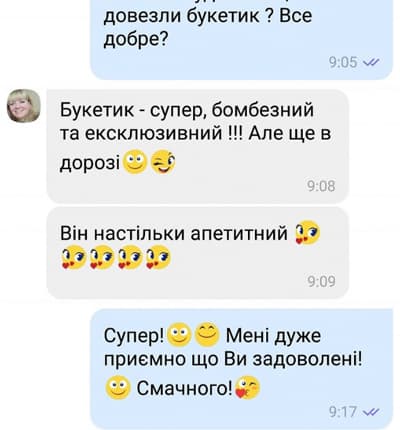 довезли букетик ? Все
добре?
9:05
Букетик - супер, бомбезний
та ексклюзивний !!! Але ще в
дорозі
9:08
Він настільки апетитний
9:09
Супер! Мені дуже
приємно що Ви задоволені!
Смачного!
9:17